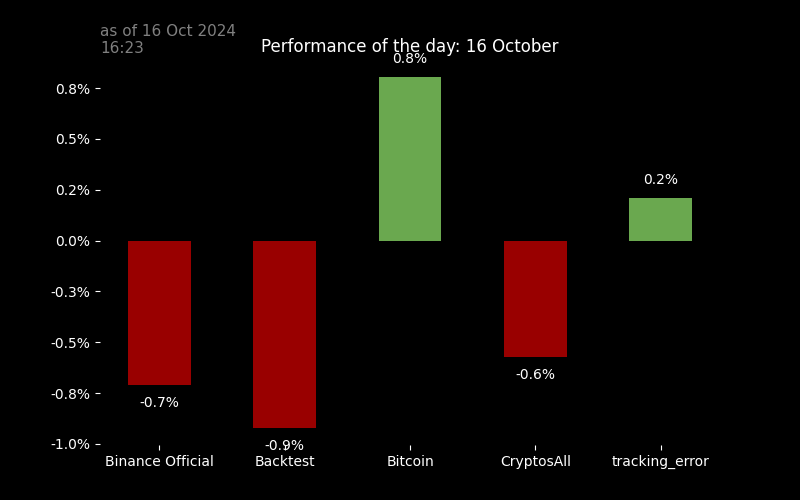 as of 16 Oct 2024
16:23
Performance of the day: 16 October
0.8%
0.8%
0.5%
0.2%
0.2%
0.0%
-0.3%
-0.5%
-0.6%
-0.8%
-0.7%
-1.0%
-0.9%
Binance Official
Backtest
Bitcoin
CryptosAll
tracking_error